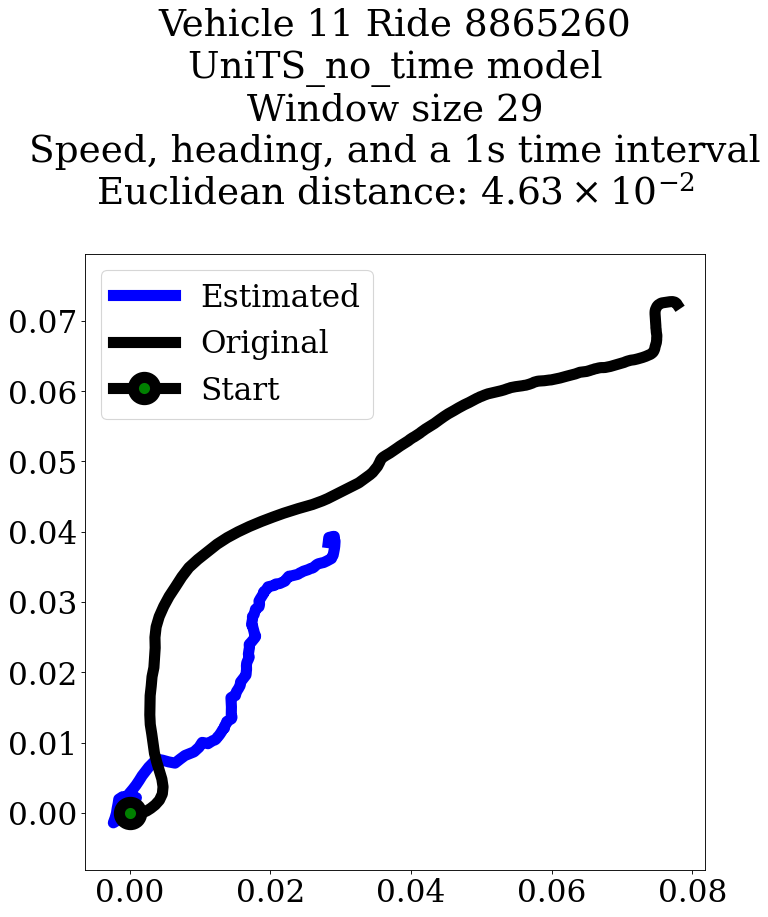 Vehicle 11 Ride 8865260
UniTS_no_time model
Window size 29
Speed, heading, and a 1s time interval
Euclidean distance: 4.63 × 10⁻²
Estimated
Original
Start
0.07
0.06
0.05
0.04
0.03
0.02
0.01
0.00
0.00 0.02 0.04 0.06 0.08